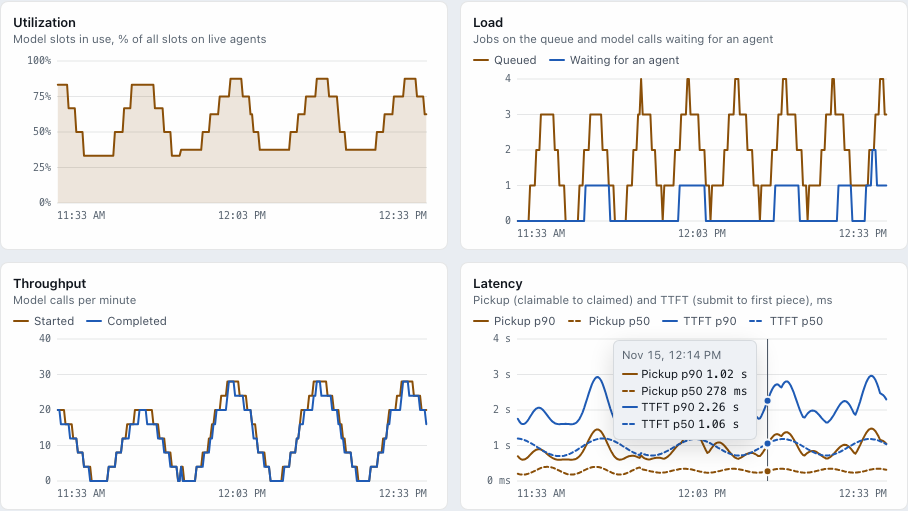 Utilization
Model slots in use, % of all slots on live agents
100%
75%
50%
25%
0%
11:33 AM 12:03 PM 12:33 PM
Load
Jobs on the queue and model calls waiting for an agent
Queued Waiting for an agent
4
3
2
1
0
11:33 AM 12:03 PM 12:33 PM
Throughput
Model calls per minute
Started Completed
40
30
20
10
0
11:33 AM 12:03 PM 12:33 PM
Latency
Pickup (claimable to claimed) and TTFT (submit to first piece), ms
Pickup p90 Pickup p50 TTFT p90 TTFT p50
4 s
3 s
2 s
1 s
0 ms
Nov 15, 12:14 PM
Pickup p90 1.02 s
Pickup p50 278 ms
TTFT p90 2.26 s
TTFT p50 1.06 s
11:33 AM 12:03 PM 12:33 PM